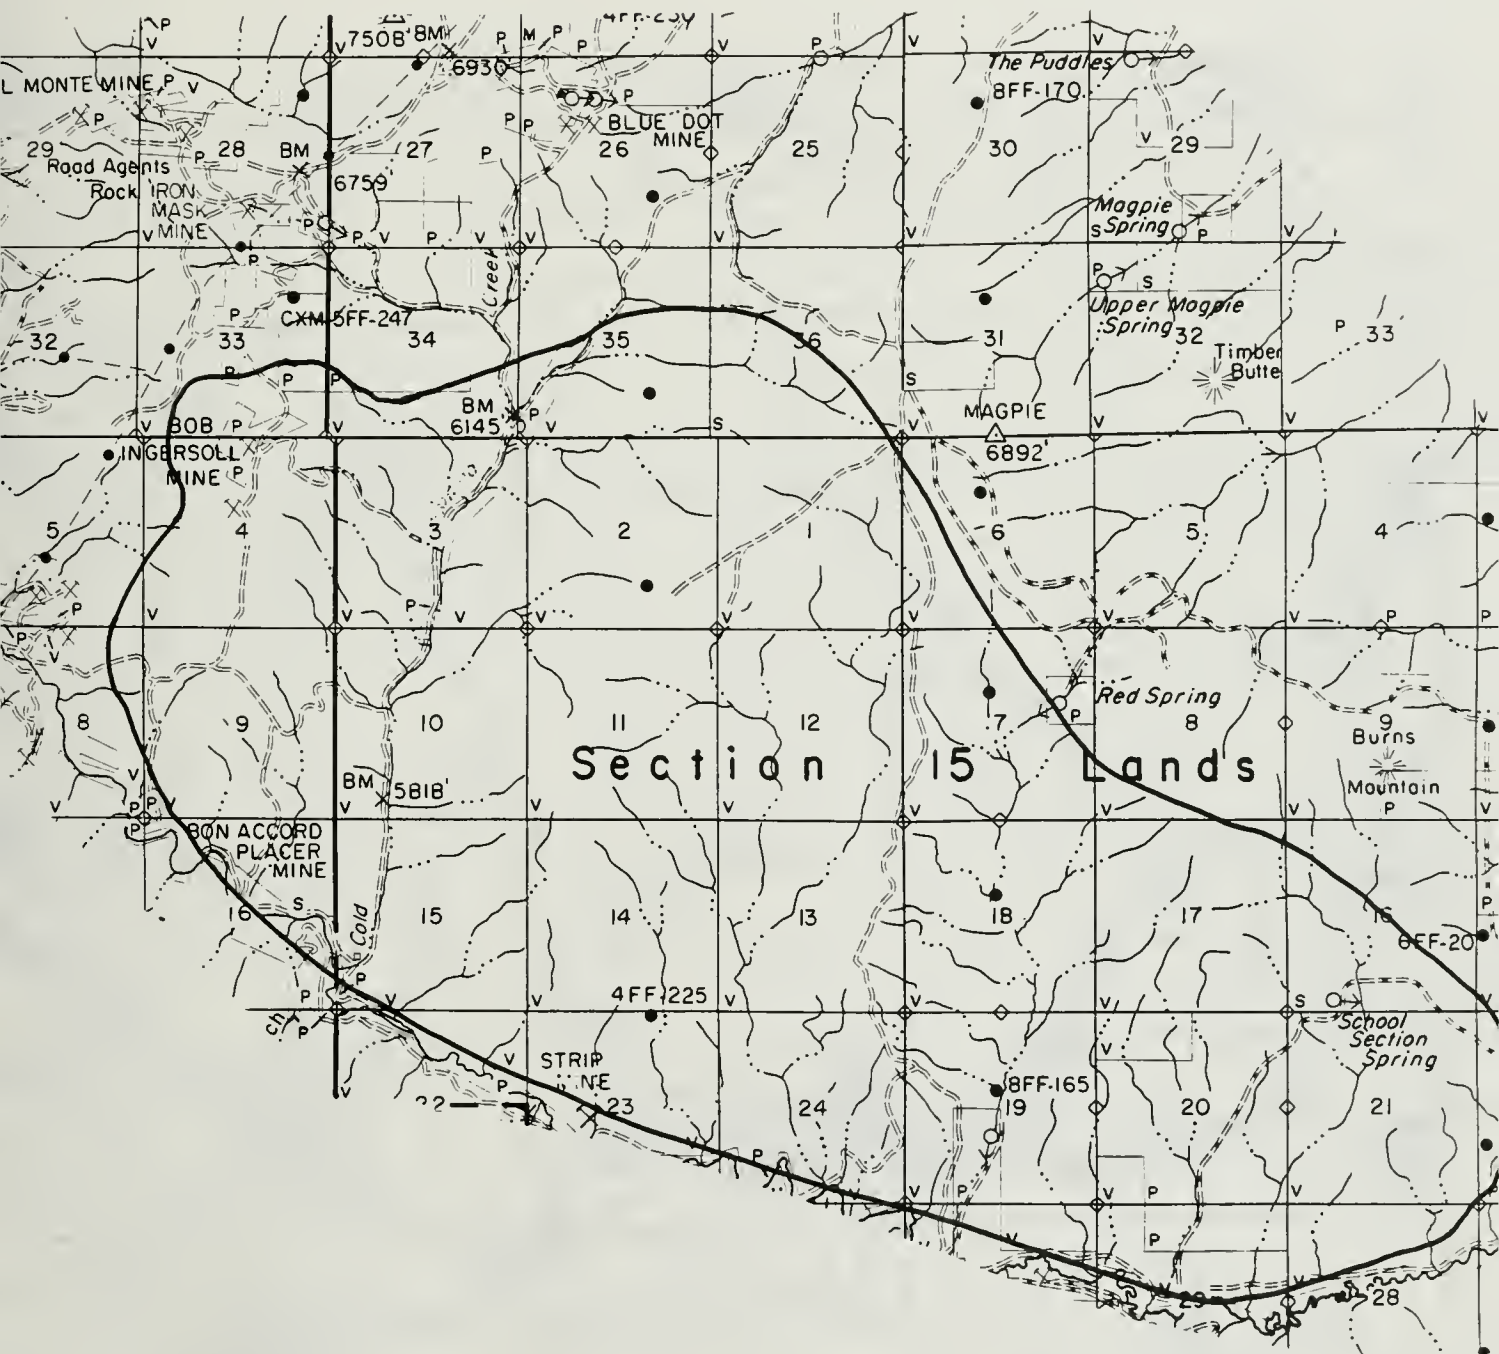 P
V
V 7508' BM
P M P P
4FF-230
V
P
V
V
6930'
The Puddles
L MONTE MINE P V
P
P
8FF-170
BLUE DOT
MINE
P P
29 28 BM 27 P 26 25 30 V 29
P
Road Agents
Rock
IRON
MASK
MINE
6759'
Magpie
Spring
S P V
V P P V P V V V
P
Creek
P S
Upper Magpie
Spring
CXM-5FF-247
P
32 33 34 35 36 31 32 P 33
Timber
Butte
P P P
S
BM
6145'
P
MAGPIE
6892'
BOB
INGERSOLL
MINE
P V S V V V V
P
5 4 3 2 1 6 5 4
P P V V V V V V V P P
P V
Red Spring
P
8 9 10 11 12 7 8 9
Section 15 Lands
Burns
Mountain
P
BM 5818'
V V P P V V V V V V V
P
BON ACCORD
PLACER
MINE
S
16 15 14 13 18 17 16
P
Cold
6FF-20
P P
4FF-225
V V V V V S V
ch P
School
Section
Spring
V
STRIP
NE
V V P
8FF-165
22 23 24 19 20 21
V P V
V P V P V
P
V
V V
29 28